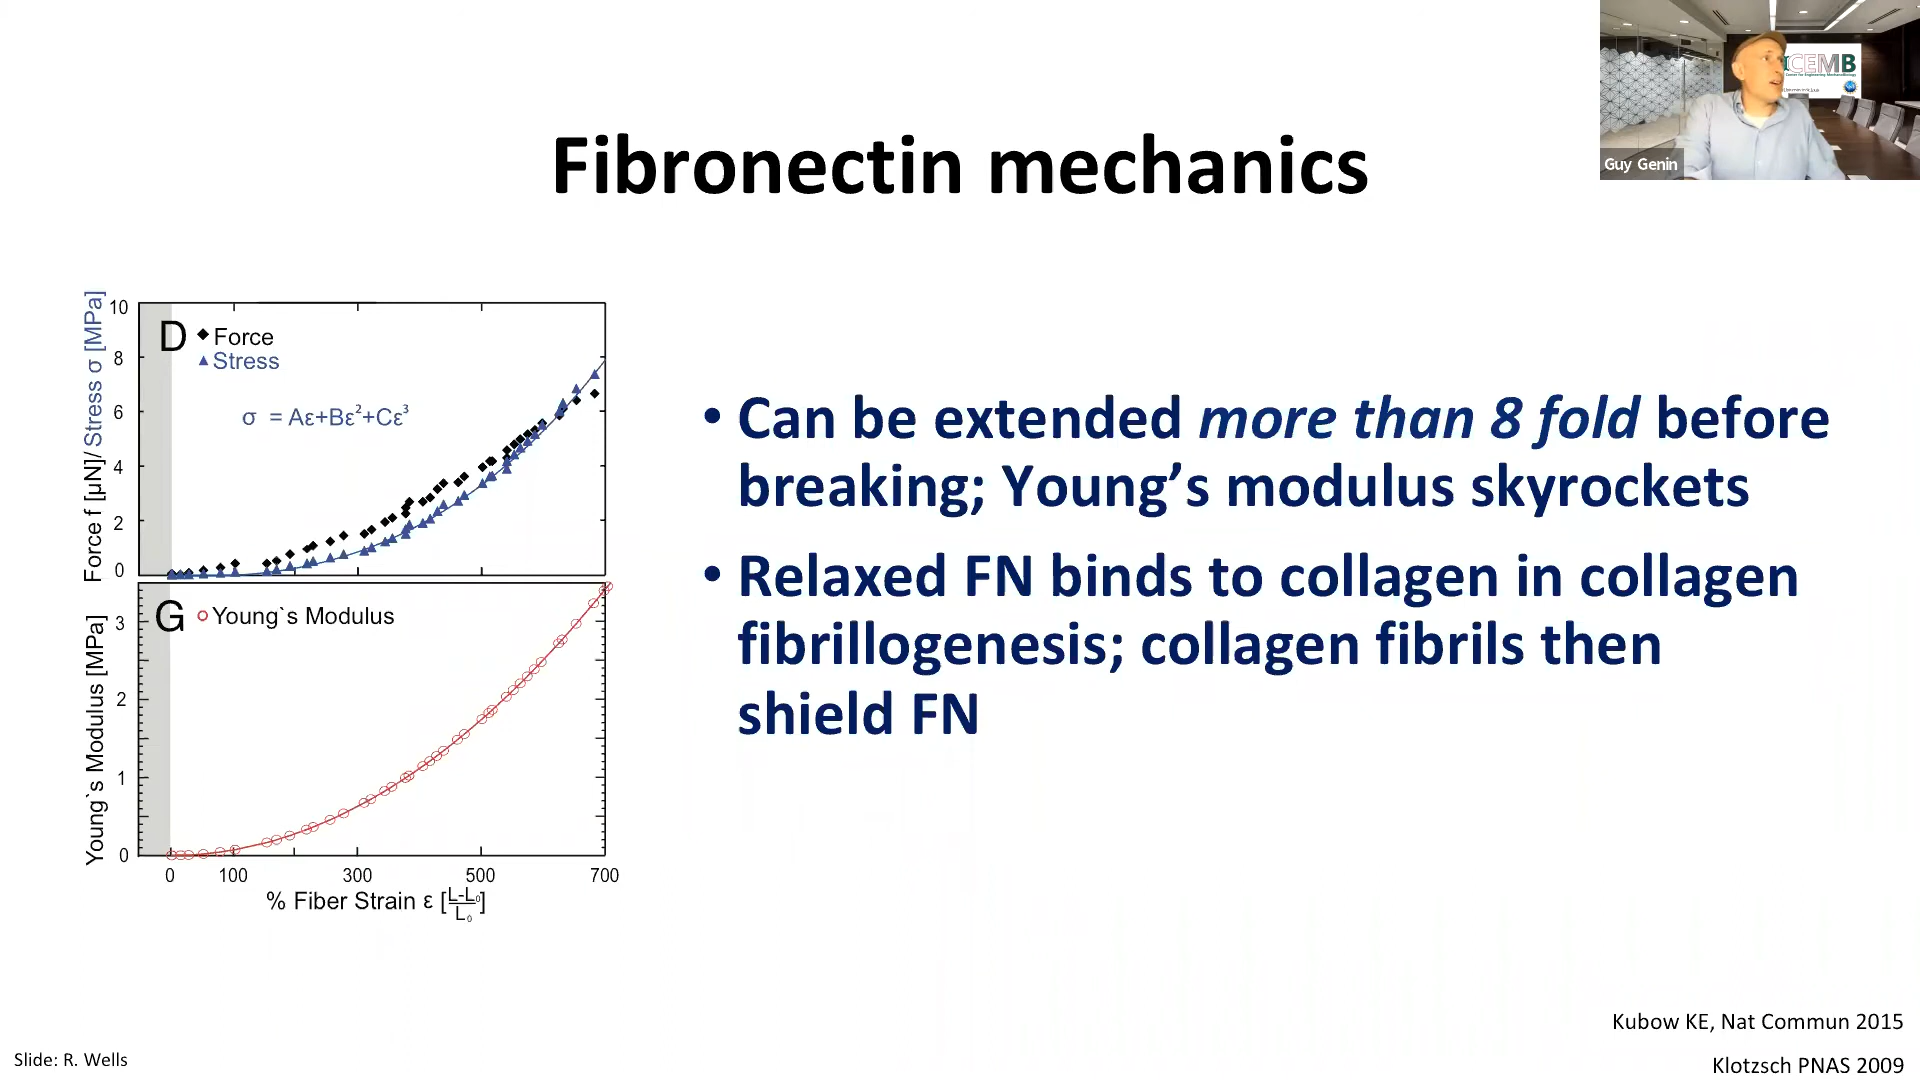 Fibronectin mechanics
CEMB
Guy Genin
Force f [µN]/ Stress σ [MPa]
10
8
6
4
2
0
D
Force
Stress
σ = Aε+Bε²+Cε³
Young`s Modulus [MPa]
3
2
1
0
G
Young`s Modulus
0 100 300 500 700
% Fiber Strain ε [L-L₀/L₀]
• Can be extended more than 8 fold before
breaking; Young’s modulus skyrockets
• Relaxed FN binds to collagen in collagen
fibrillogenesis; collagen fibrils then
shield FN
Kubow KE, Nat Commun 2015
Slide: R. Wells
Klotzsch PNAS 2009